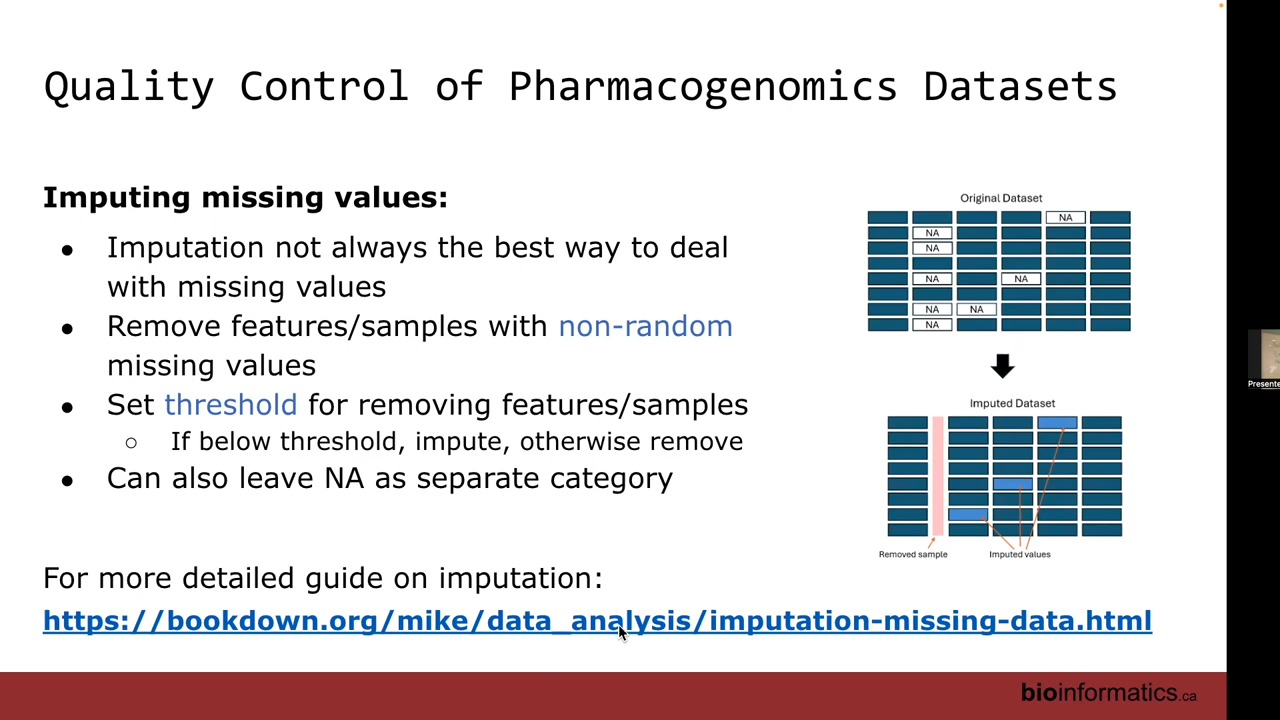 Quality Control of Pharmacogenomics Datasets
Imputing missing values:
● Imputation not always the best way to deal
with missing values
● Remove features/samples with non-random
missing values
● Set threshold for removing features/samples
○ If below threshold, impute, otherwise remove
● Can also leave NA as separate category
For more detailed guide on imputation:
https://bookdown.org/mike/data_analysis/imputation-missing-data.html
Original Dataset
NA
NA
NA
NA NA
NA NA
NA
Imputed Dataset
Removed sample
Imputed values
bioinformatics.ca